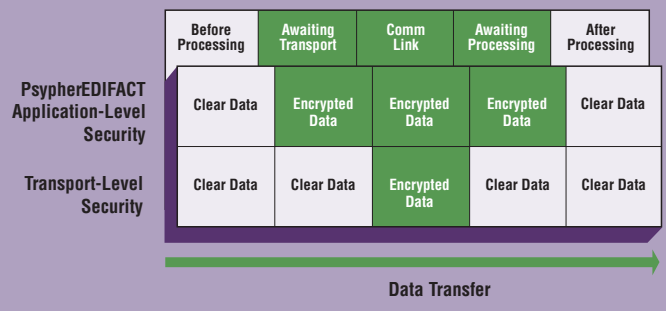 Before Processing
Awaiting Transport
Comm Link
Awaiting Processing
After Processing
PsypherEDIFACT
Application-Level
Security
Clear Data
Encrypted Data
Encrypted Data
Encrypted Data
Clear Data
Transport-Level
Security
Clear Data
Clear Data
Encrypted Data
Clear Data
Clear Data
Data Transfer